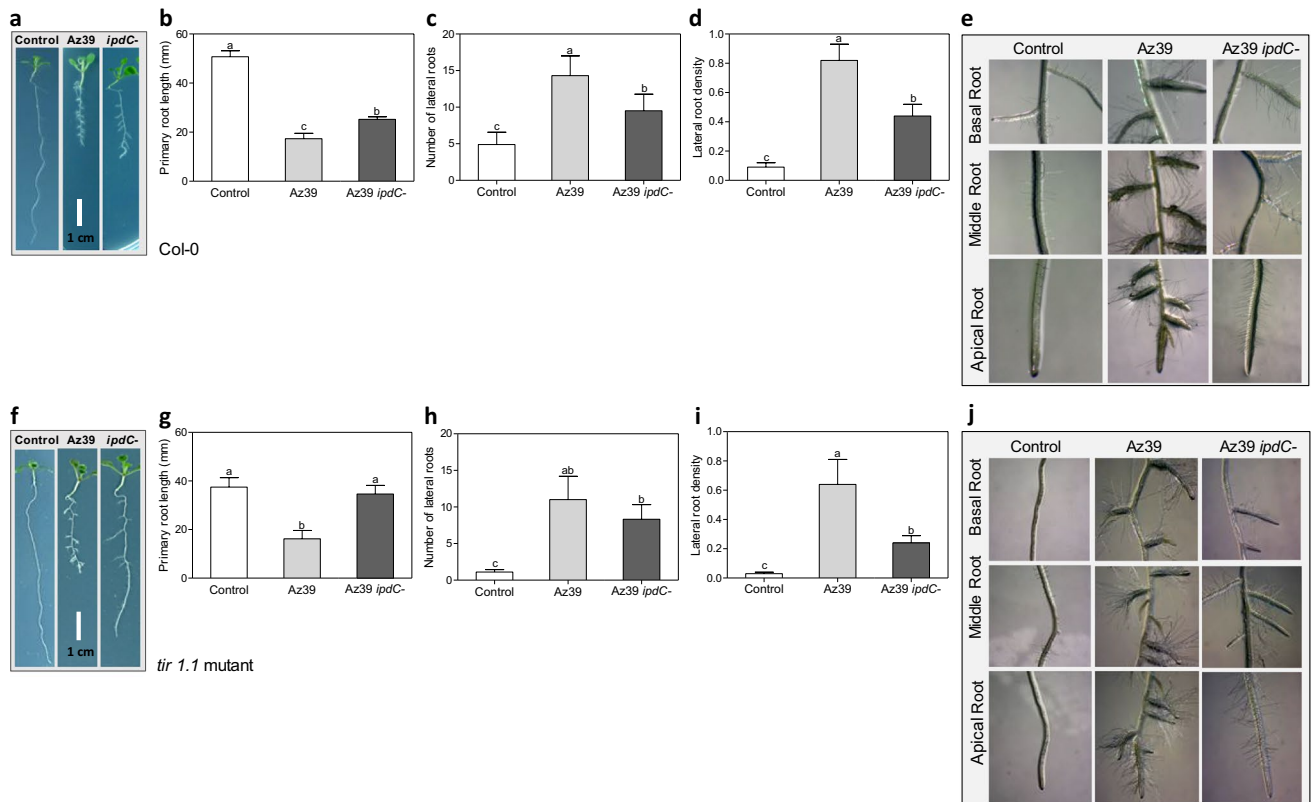 a
Control Az39 ipdC-
1 cm
Col-0
b
Primary root length (mm)
60
40
20
0
a
c
b
Control Az39 Az39 ipdC-
c
Number of lateral roots
20
15
10
5
0
c
a
b
Control Az39 Az39 ipdC-
d
Lateral root density
1.0
0.8
0.6
0.4
0.2
0.0
c
a
b
Control Az39 Az39 ipdC-
e
Control Az39 Az39 ipdC-
Basal Root
Middle Root
Apical Root
f
Control Az39 ipdC-
1 cm
tir 1.1 mutant
g
Primary root length (mm)
60
40
20
0
a
b
a
Control Az39 Az39 ipdC-
h
Number of lateral roots
20
15
10
5
0
c
ab
b
Control Az39 Az39 ipdC-
i
Lateral root density
1.0
0.8
0.6
0.4
0.2
0.0
c
a
b
Control Az39 Az39 ipdC-
j
Control Az39 Az39 ipdC-
Basal Root
Middle Root
Apical Root